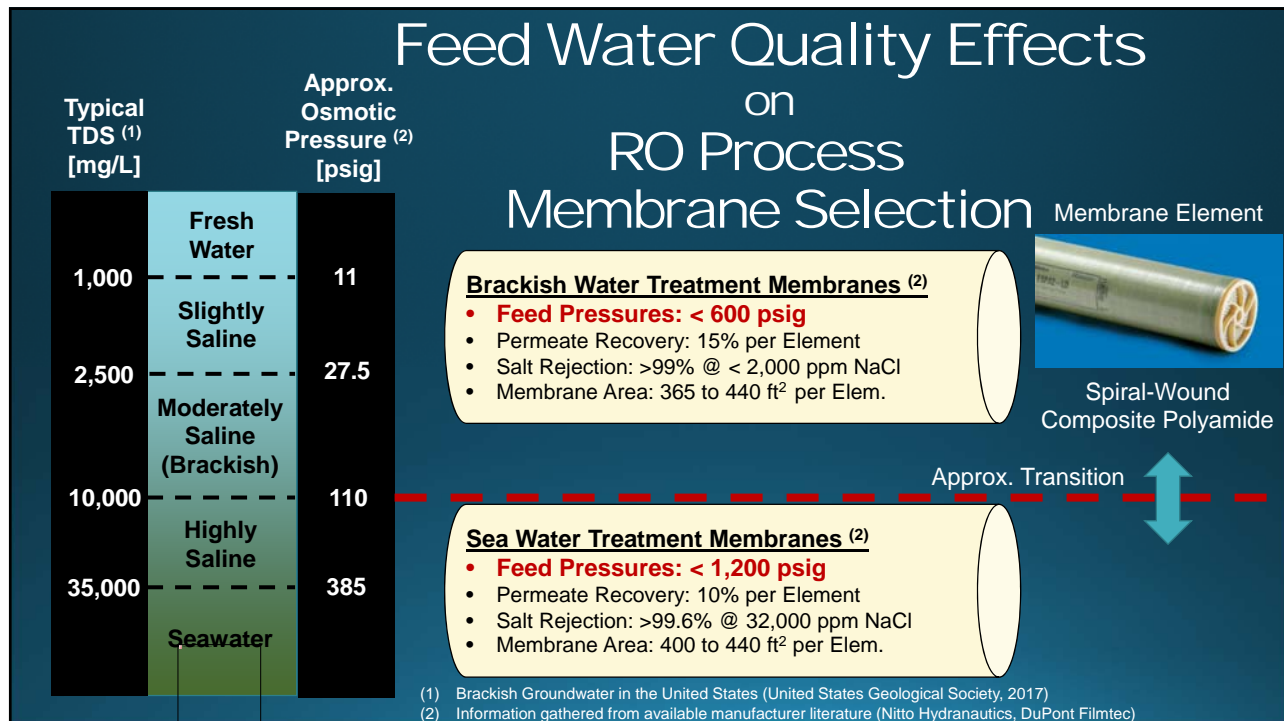 Feed Water Quality Effects
on
RO Process
Membrane Selection
Typical
TDS (1)
[mg/L]
Approx.
Osmotic
Pressure (2)
[psig]
Fresh
Water
1,000
11
Slightly
Saline
2,500
27.5
Moderately
Saline
(Brackish)
10,000
110
Highly
Saline
35,000
385
Seawater
Brackish Water Treatment Membranes (2)
• Feed Pressures: < 600 psig
• Permeate Recovery: 15% per Element
• Salt Rejection: >99% @ < 2,000 ppm NaCl
• Membrane Area: 365 to 440 ft² per Elem.
Membrane Element
Spiral-Wound
Composite Polyamide
Approx. Transition
Sea Water Treatment Membranes (2)
• Feed Pressures: < 1,200 psig
• Permeate Recovery: 10% per Element
• Salt Rejection: >99.6% @ 32,000 ppm NaCl
• Membrane Area: 400 to 440 ft² per Elem.
(1) Brackish Groundwater in the United States (United States Geological Society, 2017)
(2) Information gathered from available manufacturer literature (Nitto Hydranautics, DuPont Filmtec)